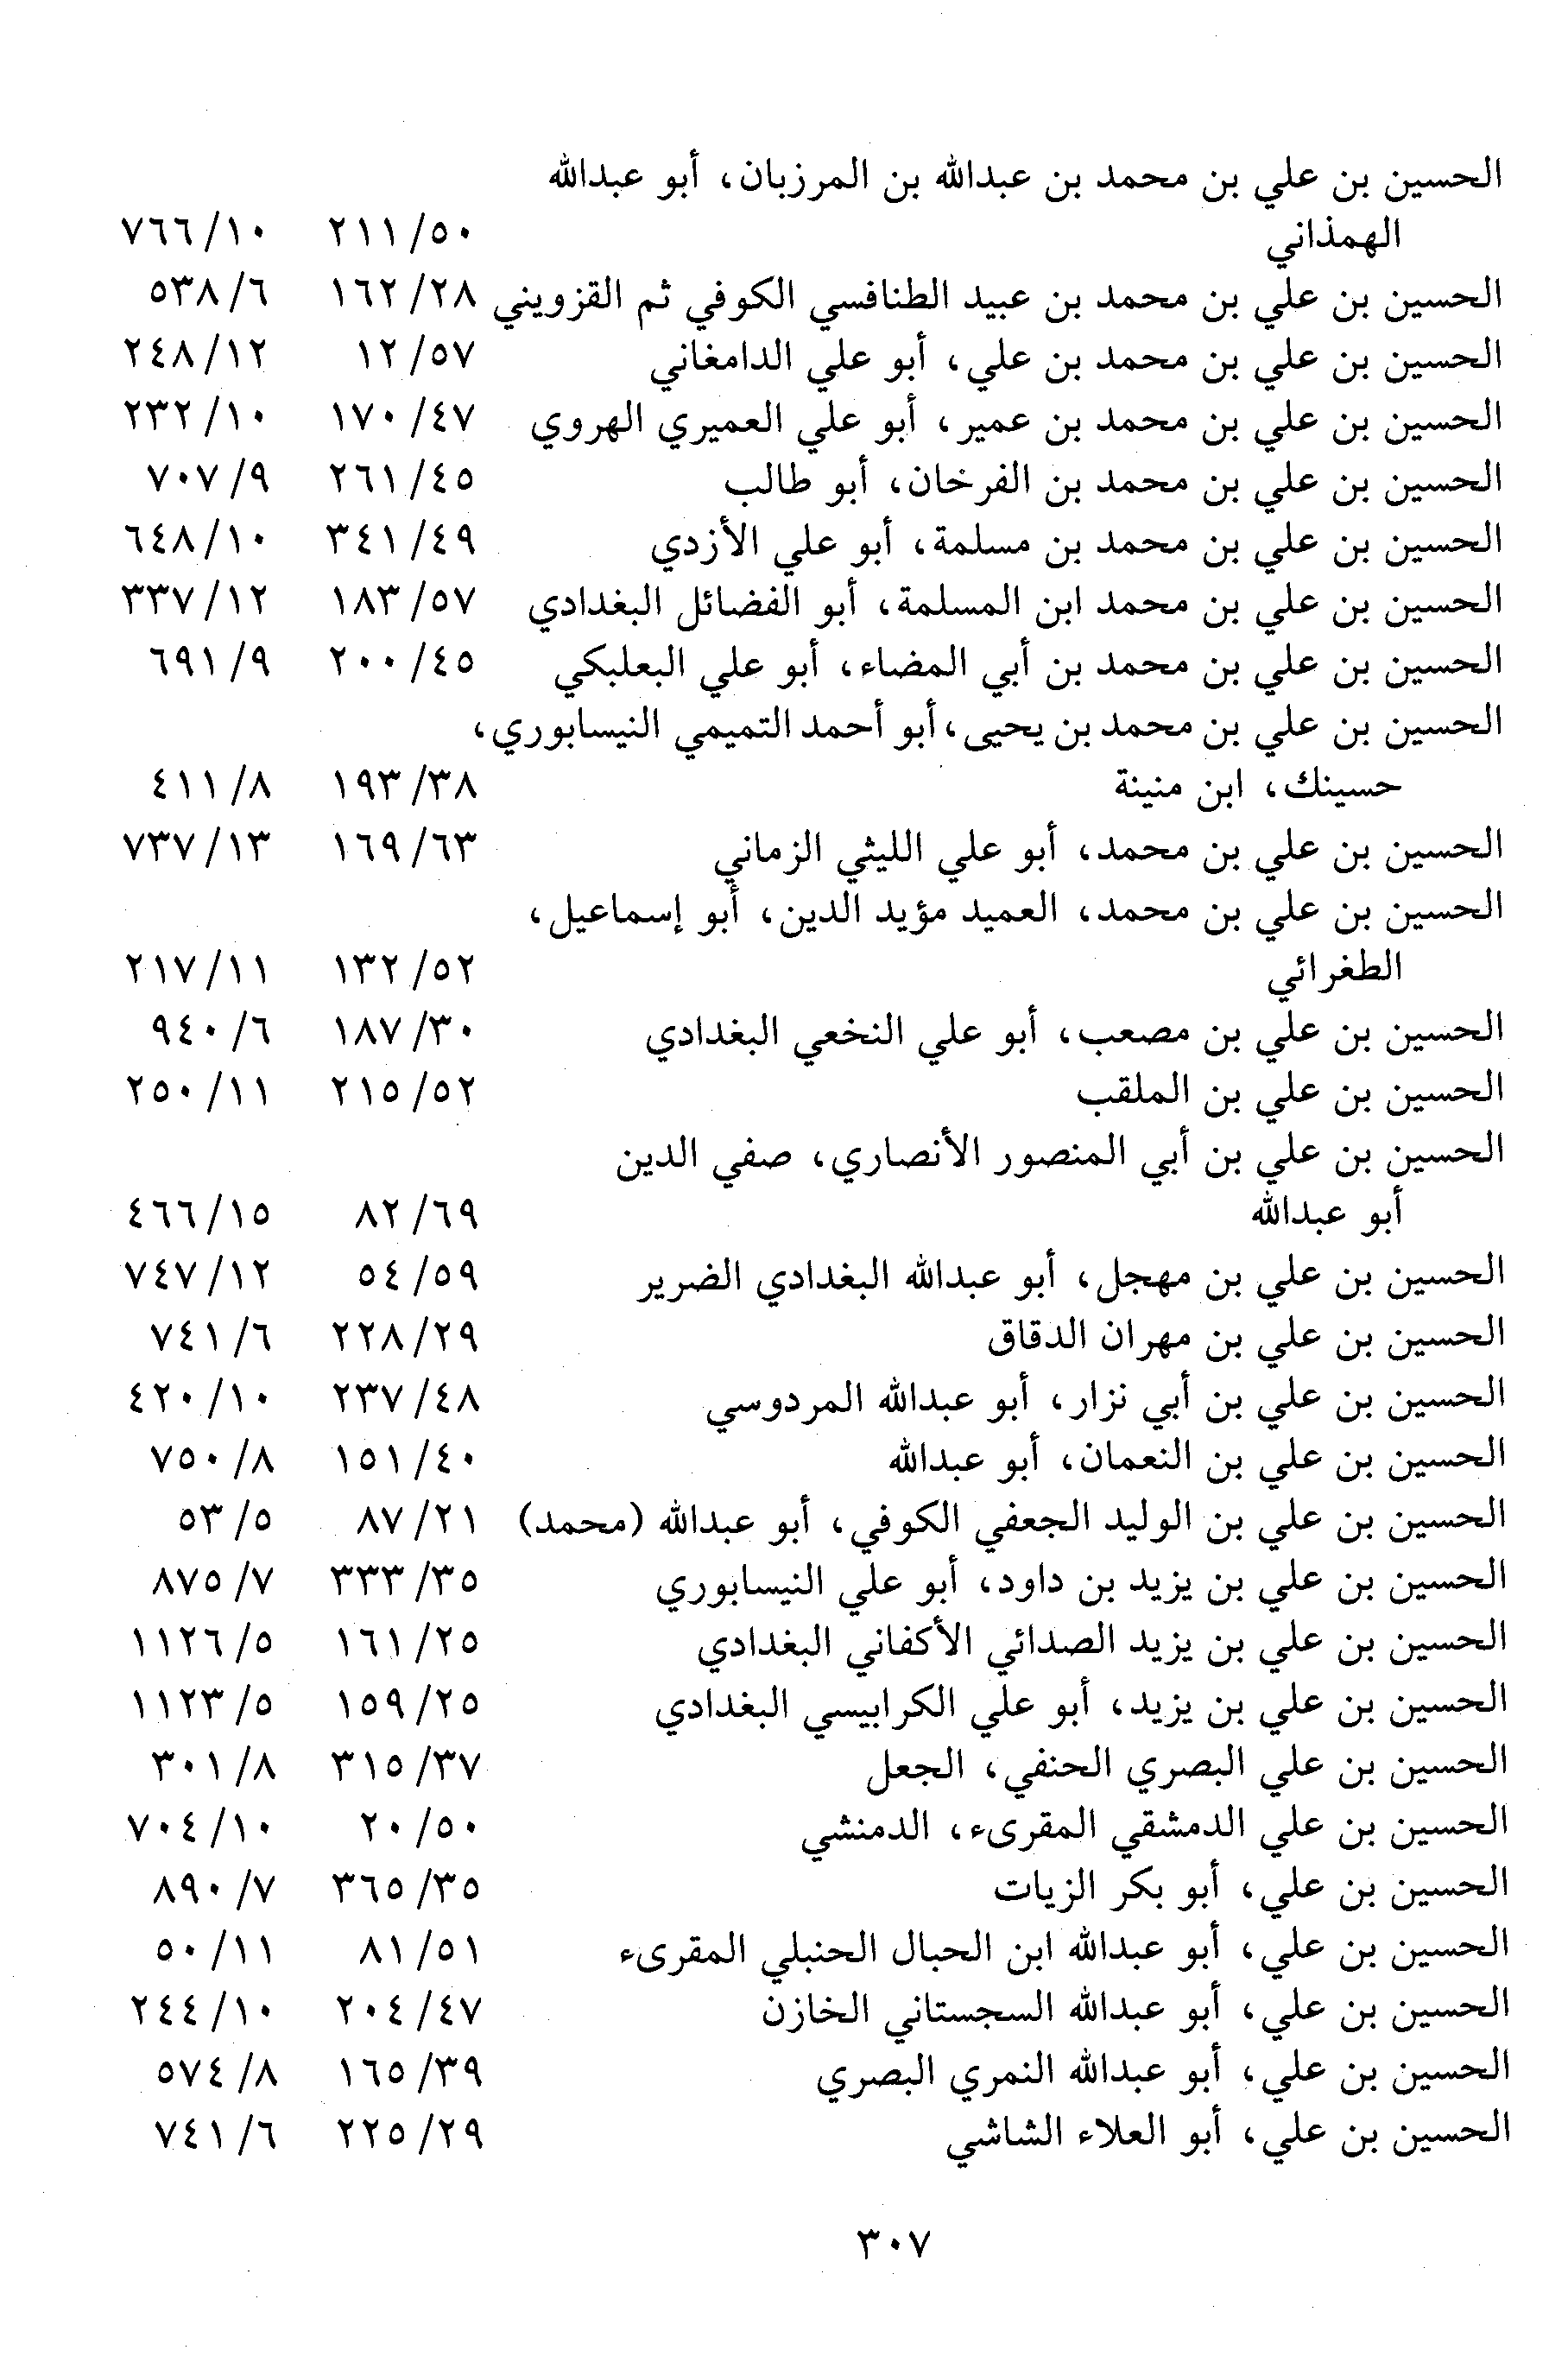 الحسين بن علي بن محمد بن عبدالله بن المرزبان، أبو عبدالله
الهمذاني ٥٠/٢١١ ١٠/٧٦٦
الحسين بن علي بن محمد بن عبيد الطنافسي الكوفي ثم القزويني ٢٨/١٦٢ ٦/٥٣٨
الحسين بن علي بن محمد بن علي، أبو علي الدامغاني ٥٧/١٢ ١٢/٢٤٨
الحسين بن علي بن محمد بن عمير، أبو علي العميري الهروي ٤٧/١٧٠ ١٠/٢٣٢
الحسين بن علي بن محمد بن الفرخان، أبو طالب ٤٥/٢٦١ ٩/٧٠٧
الحسين بن علي بن محمد بن مسلمة، أبو علي الأزدي ٤٩/٣٤١ ١٠/٦٤٨
الحسين بن علي بن محمد ابن المسلمة، أبو الفضائل البغدادي ٥٧/١٨٣ ١٢/٣٣٧
الحسين بن علي بن محمد بن أبي المضاء، أبو علي البعلبكي ٤٥/٢٠٠ ٩/٦٩١
الحسين بن علي بن محمد بن يحيى، أبو أحمد التميمي النيسابوري،
حسينك، ابن منينة ٣٨/١٩٣ ٨/٤١١
الحسين بن علي بن محمد، أبو علي الليثي الزماني ٦٣/١٦٩ ١٣/٧٣٧
الحسين بن علي بن محمد، العميد مؤيد الدين، أبو إسماعيل،
الطغرائي ٥٢/١٣٢ ١١/٢١٧
الحسين بن علي بن مصعب، أبو علي النخعي البغدادي ٣٠/١٨٧ ٦/٩٤٠
الحسين بن علي بن الملقب ٥٢/٢١٥ ١١/٢٥٠
الحسين بن علي بن أبي المنصور الأنصاري، صفي الدين
أبو عبدالله ٦٩/٨٢ ١٥/٤٦٦
الحسين بن علي بن مهجل، أبو عبدالله البغدادي الضرير ٥٩/٥٤ ١٢/٧٤٧
الحسين بن علي بن مهران الدقاق ٢٩/٢٢٨ ٦/٧٤١
الحسين بن علي بن أبي نزار، أبو عبدالله المردوسي ٤٨/٢٣٧ ١٠/٤٢٠
الحسين بن علي بن النعمان، أبو عبدالله ٤٠/١٥١ ٨/٧٥٠
الحسين بن علي بن الوليد الجعفي الكوفي، أبو عبدالله (محمد) ٢١/٨٧ ٥/٥٣
الحسين بن علي بن يزيد بن داود، أبو علي النيسابوري ٣٥/٣٣٣ ٧/٨٧٥
الحسين بن علي بن يزيد الصدائي الأكفاني البغدادي ٢٥/١٦١ ٥/١١٢٦
الحسين بن علي بن يزيد، أبو علي الكرابيسي البغدادي ٢٥/١٥٩ ٥/١١٢٣
الحسين بن علي البصري الحنفي، الجعل ٣٧/٣١٥ ٨/٣٠١
الحسين بن علي الدمشقي المقرىء، الدمنشي ٥٠/٢٠ ١٠/٧٠٤
الحسين بن علي، أبو بكر الزيات ٣٥/٣٦٥ ٧/٨٩٠
الحسين بن علي، أبو عبدالله ابن الحبال الحنبلي المقرىء ٥١/٨١ ١١/٥٠
الحسين بن علي، أبو عبدالله السجستاني الخازن ٤٧/٢٠٤ ١٠/٢٤٤
الحسين بن علي، أبو عبدالله النمري البصري ٣٩/١٦٥ ٨/٥٧٤
الحسين بن علي، أبو العلاء الشاشي ٢٩/٢٢٥ ٦/٧٤١
٣٠٧